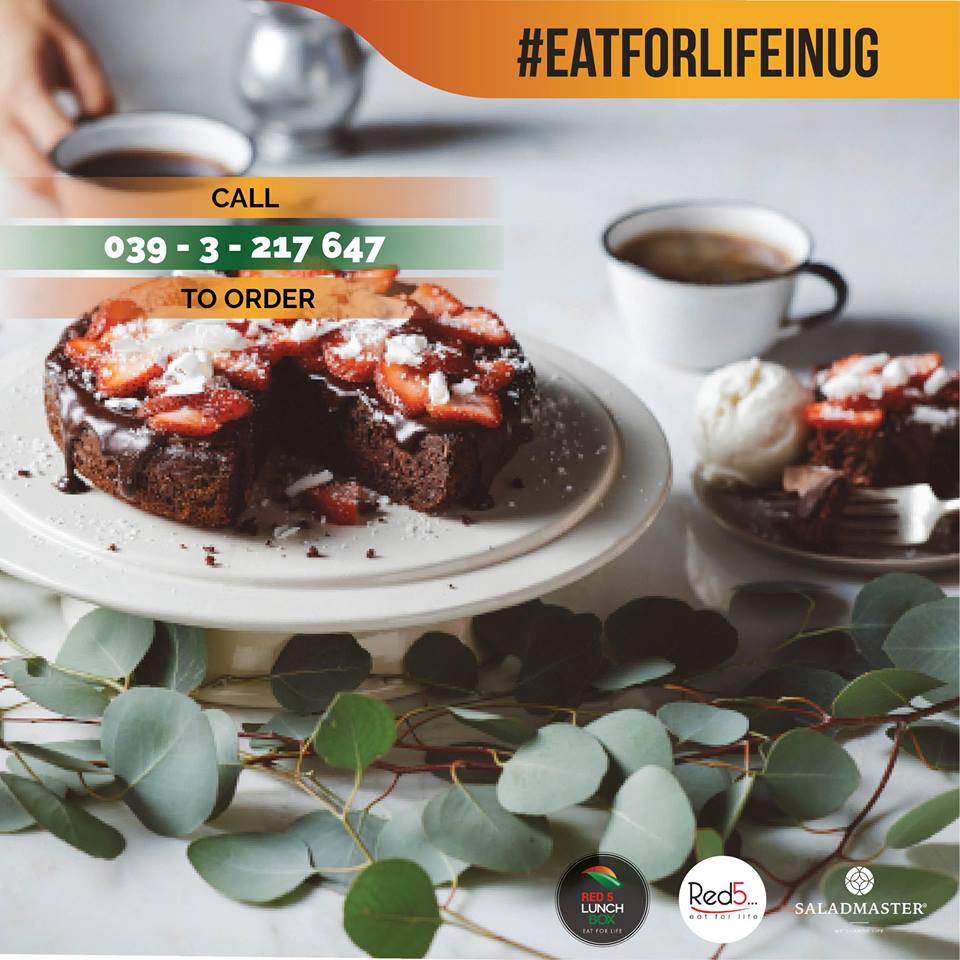 #EATFORLIFEINUG
CALL
039 - 3 - 217 647
TO ORDER
RED 5
LUNCH
BOX
EAT FOR LIFE
Red5...
eat for life
SALADMASTER®